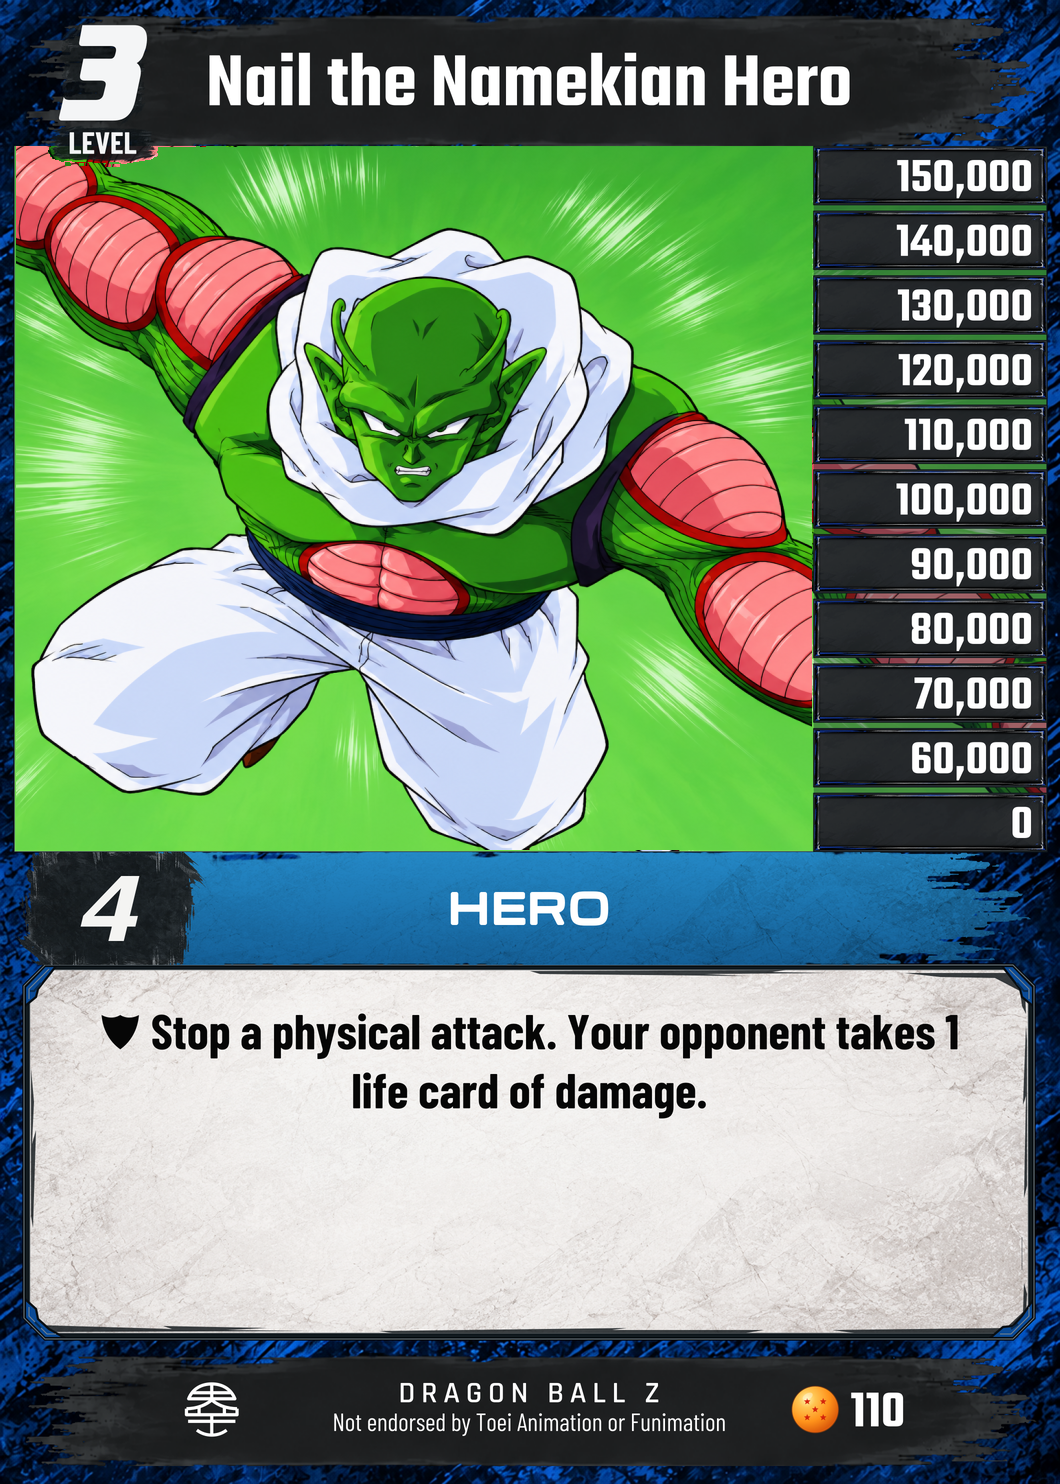 3
LEVEL
Nail the Namekian Hero
150,000
140,000
130,000
120,000
110,000
100,000
90,000
80,000
70,000
60,000
0
4
HERO
Stop a physical attack. Your opponent takes 1
life card of damage.
DRAGON BALL Z
Not endorsed by Toei Animation or Funimation
110